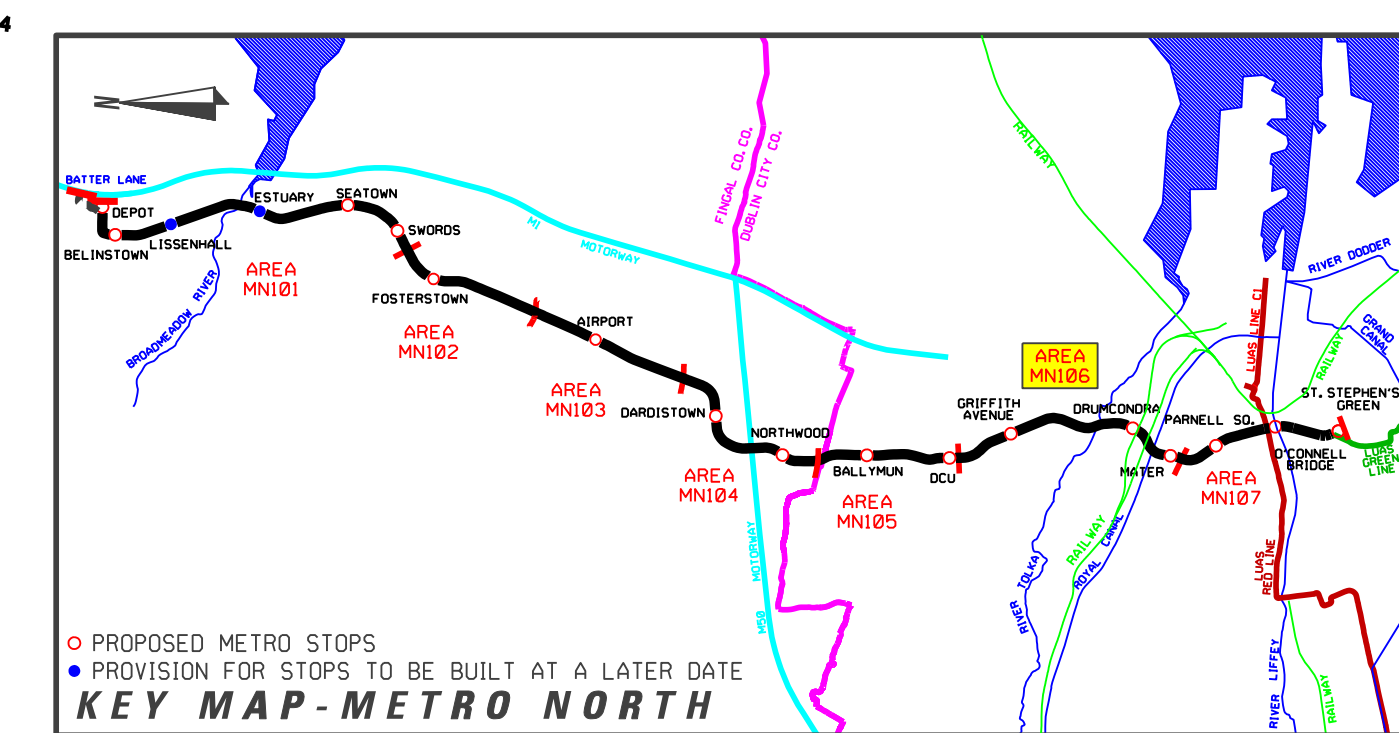 4
N
BATTER LANE
DEPOT
BELINSTOWN
LISSENHALL
ESTUARY
SEATOWN
SWORDS
FOSTERSTOWN
AREA
MN101
BROADMEADOW RIVER
AREA
MN102
AIRPORT
M1
MOTORWAY
FINGAL CO.CO.
DUBLIN CITY CO.
AREA
MN103
DARDISTOWN
NORTHWOOD
AREA
MN104
MOTORWAY
M50
BALLYMUN
AREA
MN105
DCU
GRIFFITH
AVENUE
AREA
MN106
RAILWAY
DRUMCONDRA
MATER
PARNELL SQ.
AREA
MN107
O'CONNELL
BRIDGE
ST. STEPHEN'S
GREEN
LUAS
GREEN
LINE
LUAS LINE C1
RIVER DODDER
GRAND
CANAL
RAILWAY
RIVER TOLKA
RAILWAY
ROYAL CANAL
LUAS
RED LINE
RIVER LIFFEY
RAILWAY
PROPOSED METRO STOPS
PROVISION FOR STOPS TO BE BUILT AT A LATER DATE
KEY MAP-METRO NORTH